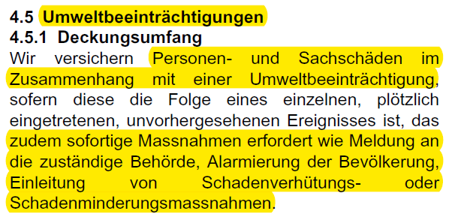 4.5 Umweltbeeinträchtigungen
4.5.1 Deckungsumfang
Wir versichern Personen- und Sachschäden im
Zusammenhang mit einer Umweltbeeinträchtigung,
sofern diese die Folge eines einzelnen, plötzlich
eingetretenen, unvorhergesehenen Ereignisses ist, das
zudem sofortige Massnahmen erfordert wie Meldung an
die zuständige Behörde, Alarmierung der Bevölkerung,
Einleitung von Schadenverhütungs- oder
Schadenminderungsmassnahmen.